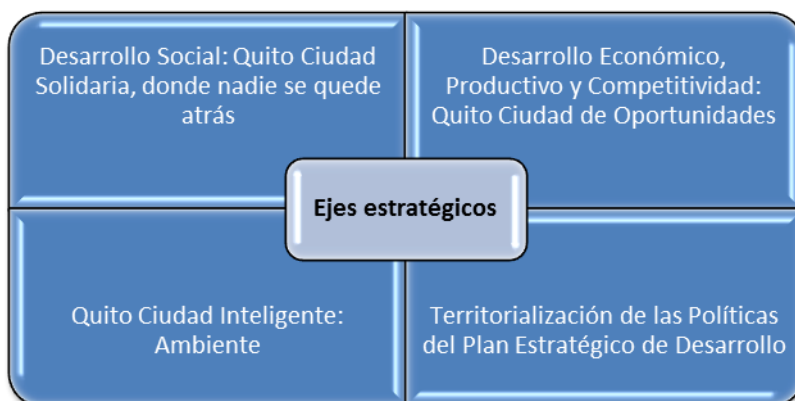 Desarrollo Social: Quito Ciudad
Solidaria, donde nadie se quede
atrás
Desarrollo Económico,
Productivo y Competitividad:
Quito Ciudad de Oportunidades
Ejes estratégicos
Quito Ciudad Inteligente:
Ambiente
Territorialización de las Políticas
del Plan Estratégico de Desarrollo